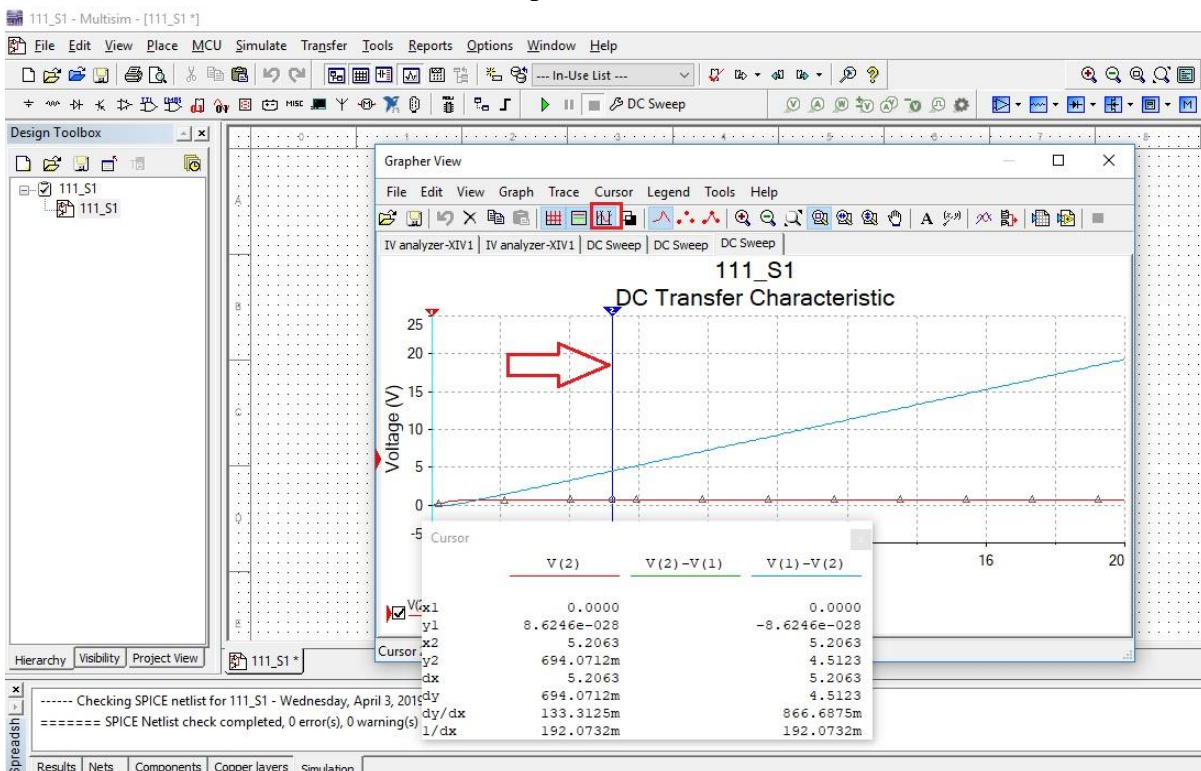 111_S1 - Multisim - [111_S1 *]
File Edit View Place MCU Simulate Transfer Tools Reports Options Window Help
--- In-Use List ---
MISC
DC Sweep
Design Toolbox
111_S1
111_S1
Grapher View
File Edit View Graph Trace Cursor Legend Tools Help
IV analyzer-XIV1 IV analyzer-XIV1 DC Sweep DC Sweep DC Sweep
111_S1
DC Transfer Characteristic
Voltage (V)
25
20
15
10
5
0
-5
16 20
Cursor
V(2) V(2)-V(1) V(1)-V(2)
x1 0.0000 0.0000
y1 8.6246e-028 -8.6246e-028
x2 5.2063 5.2063
y2 694.0712m 4.5123
dx 5.2063 5.2063
dy 694.0712m 4.5123
dy/dx 133.3125m 866.6875m
1/dx 192.0732m 192.0732m
Hierarchy Visibility Project View
111_S1 *
------ Checking SPICE netlist for 111_S1 - Wednesday, April 3, 2019
======= SPICE Netlist check completed, 0 error(s), 0 warning(s)
Results Nets Components Copper layers Simulation